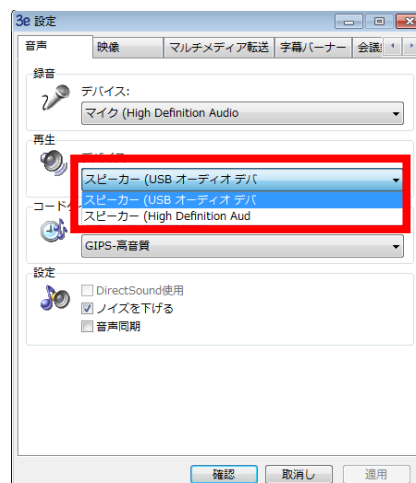 3e 設定
音声 映像 マルチメディア転送 字幕バーナー 会議
録音
デバイス:
マイク (High Definition Audio
再生
スピーカー (USB オーディオ デバ
スピーカー (USB オーディオ デバ
スピーカー (High Definition Aud
GIPS-高音質
設定
DirectSound使用
ノイズを下げる
音声同期
確認 取消し 適用